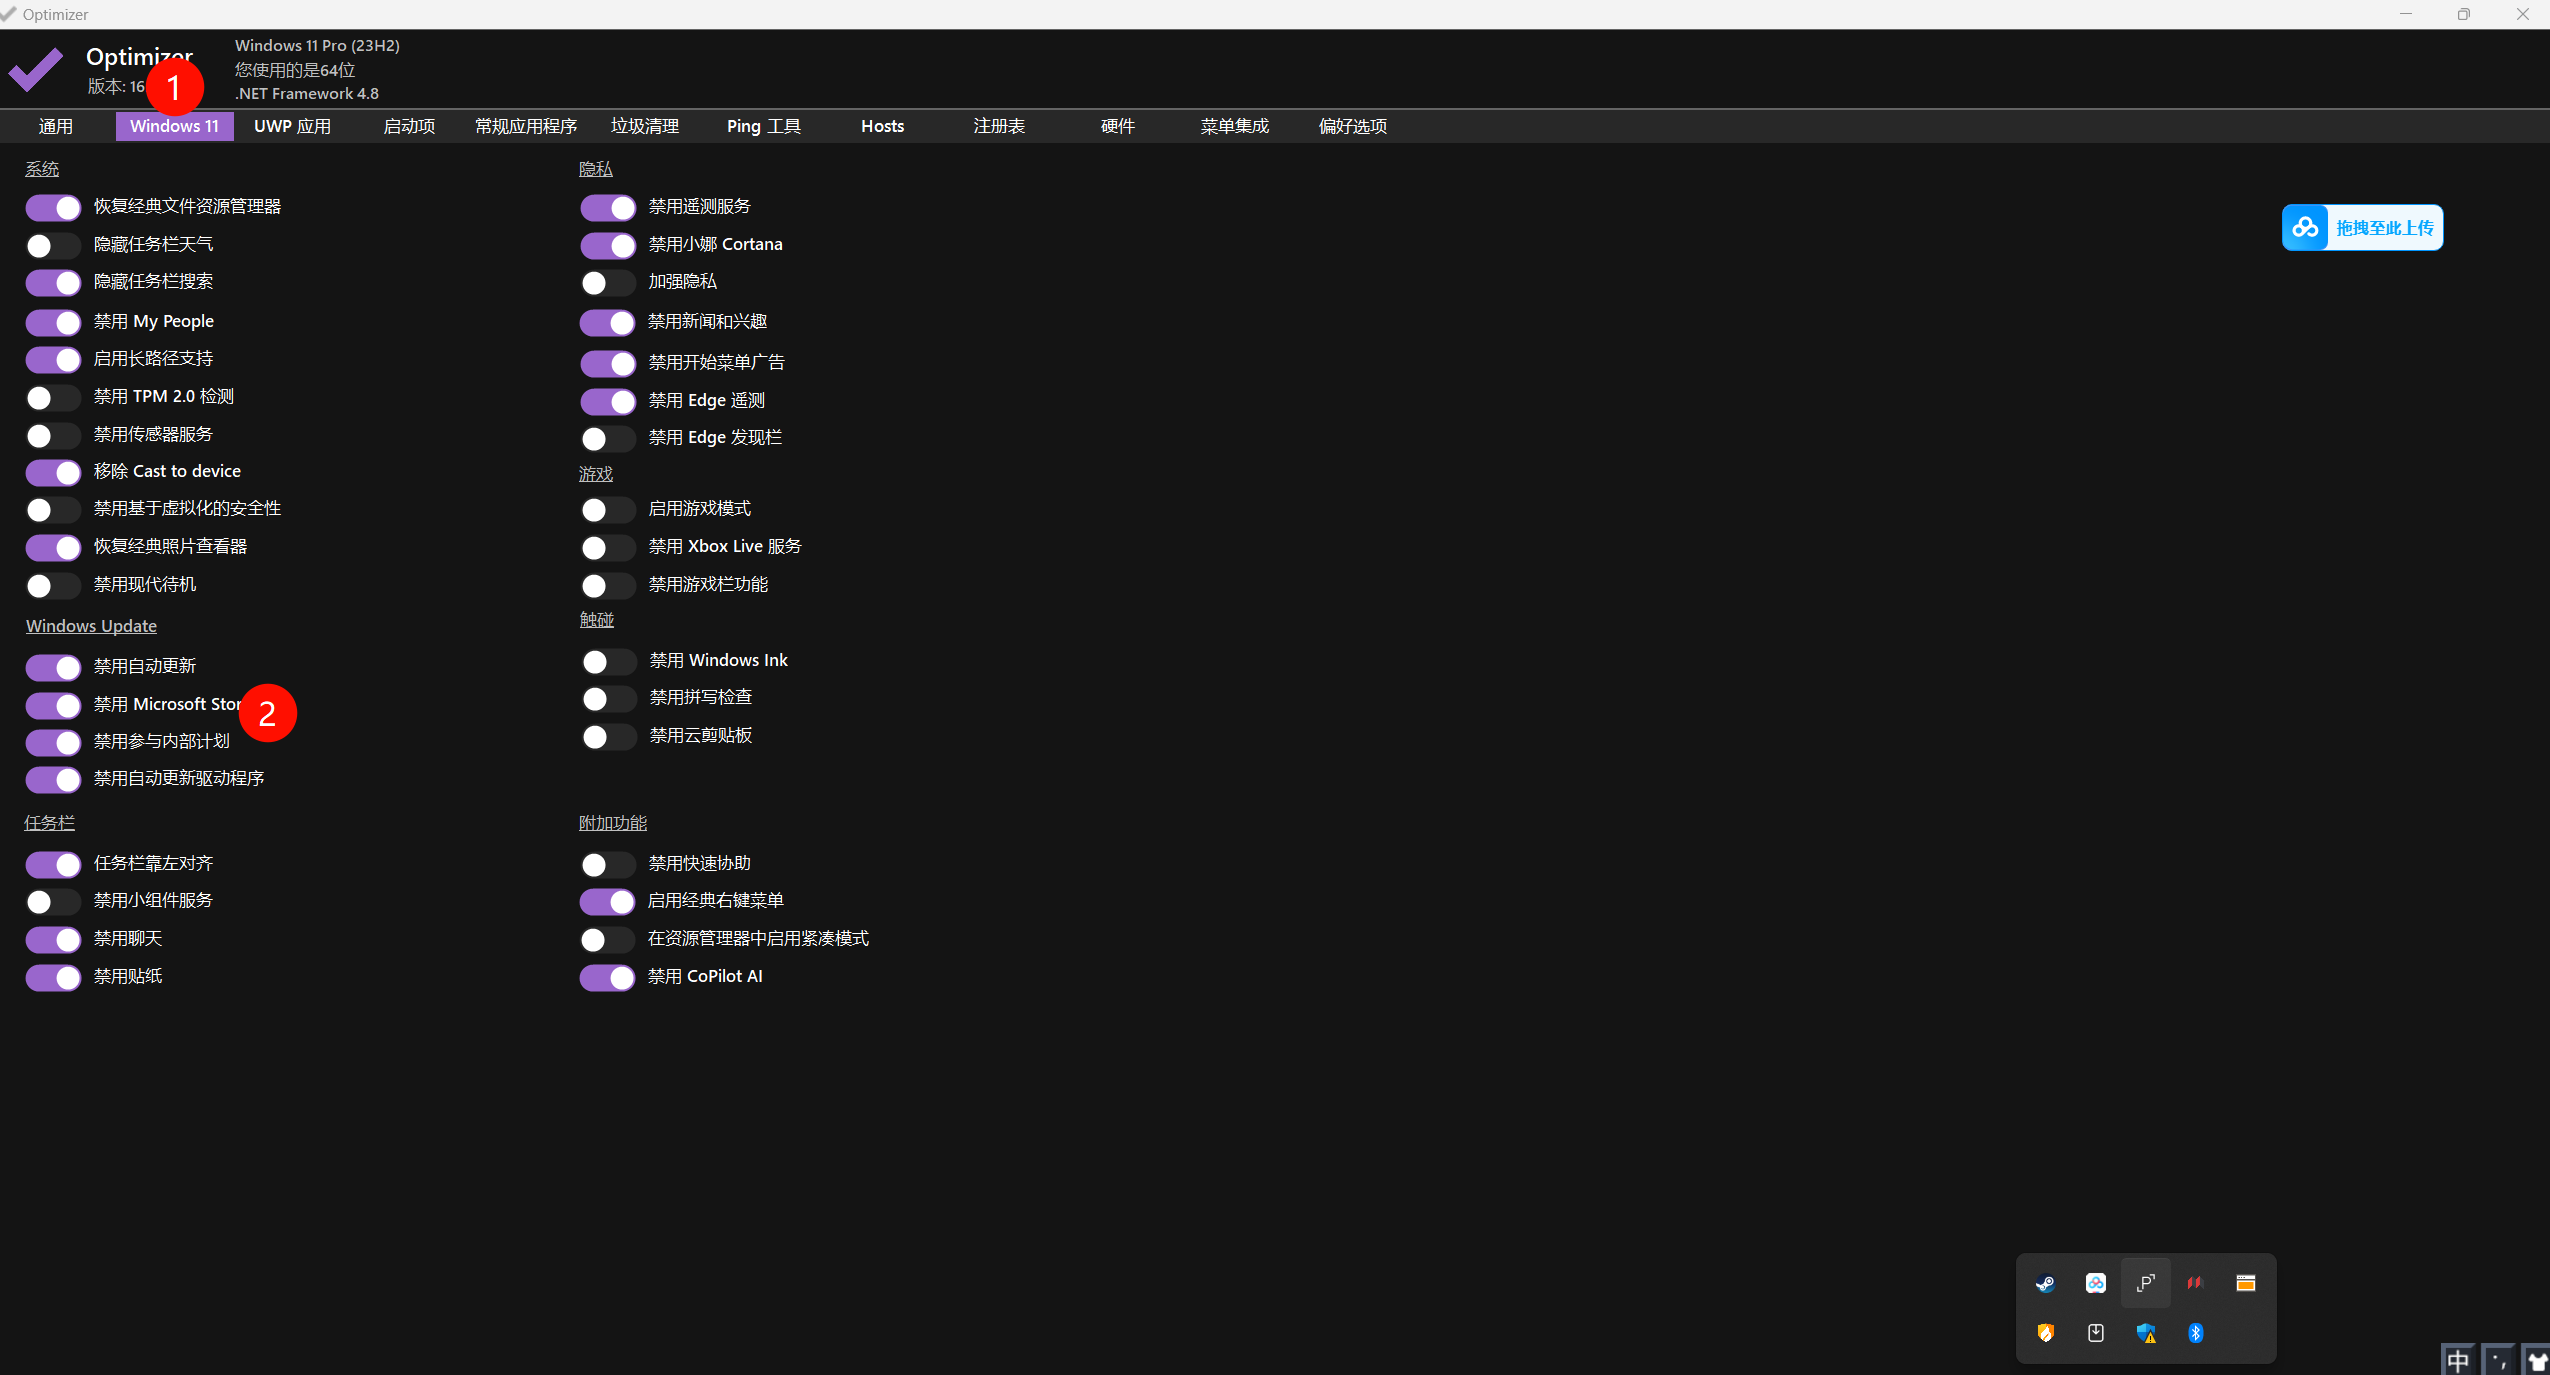 Optimizer
Optimizer
版本: 16
1
Windows 11 Pro (23H2)
您使用的是64位
.NET Framework 4.8
通用 Windows 11 UWP 应用 启动项 常规应用程序 垃圾清理 Ping 工具 Hosts 注册表 硬件 菜单集成 偏好选项
系统
恢复经典文件资源管理器
隐藏任务栏天气
隐藏任务栏搜索
禁用 My People
启用长路径支持
禁用 TPM 2.0 检测
禁用传感器服务
移除 Cast to device
禁用基于虚拟化的安全性
恢复经典照片查看器
禁用现代待机
Windows Update
禁用自动更新
禁用 Microsoft Stor
2
禁用参与内部计划
禁用自动更新驱动程序
任务栏
任务栏靠左对齐
禁用小组件服务
禁用聊天
禁用贴纸
隐私
禁用遥测服务
禁用小娜 Cortana
加强隐私
禁用新闻和兴趣
禁用开始菜单广告
禁用 Edge 遥测
禁用 Edge 发现栏
游戏
启用游戏模式
禁用 Xbox Live 服务
禁用游戏栏功能
触碰
禁用 Windows Ink
禁用拼写检查
禁用云剪贴板
附加功能
禁用快速协助
启用经典右键菜单
在资源管理器中启用紧凑模式
禁用 CoPilot AI
拖拽至此上传
P
中